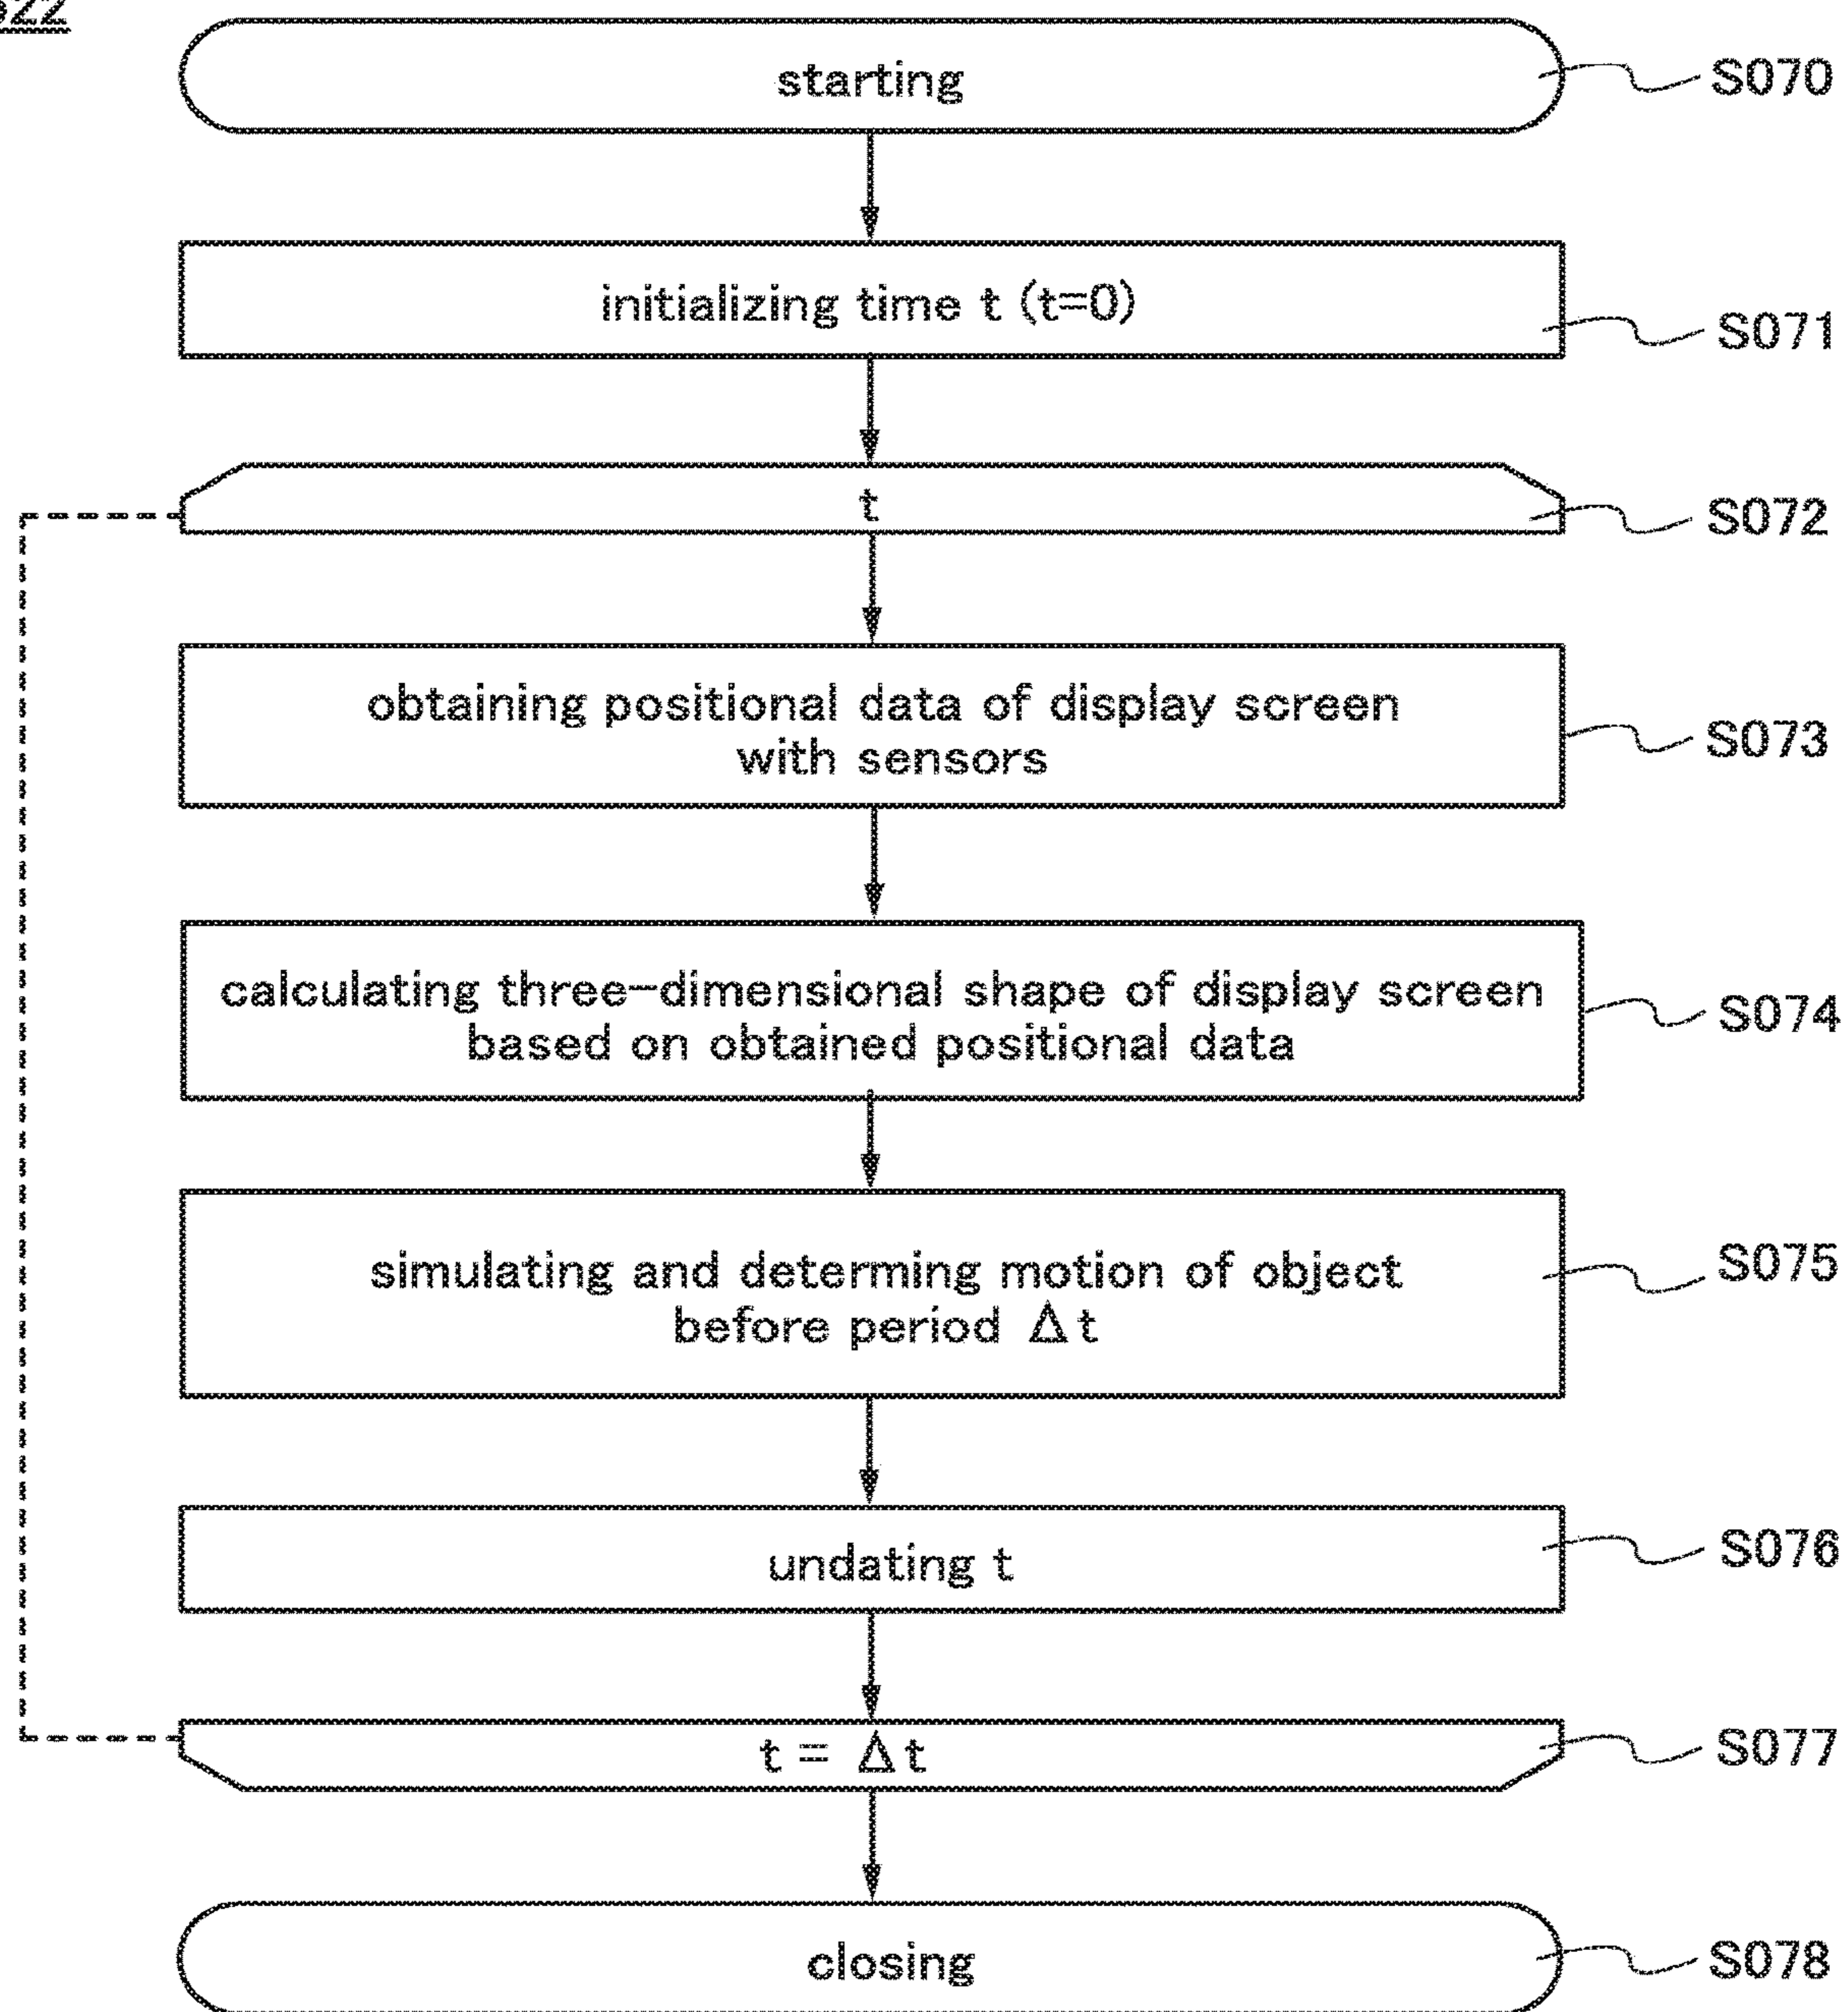 starting
S070
initializing time t (t=0)
S071
t
S072
obtaining positional data of display screen
with sensors
S073
calculating three-dimensional shape of display screen
based on obtained positional data
S074
simulating and determing motion of object
before period Δt
S075
undating t
S076
t = Δt
S077
closing
S078